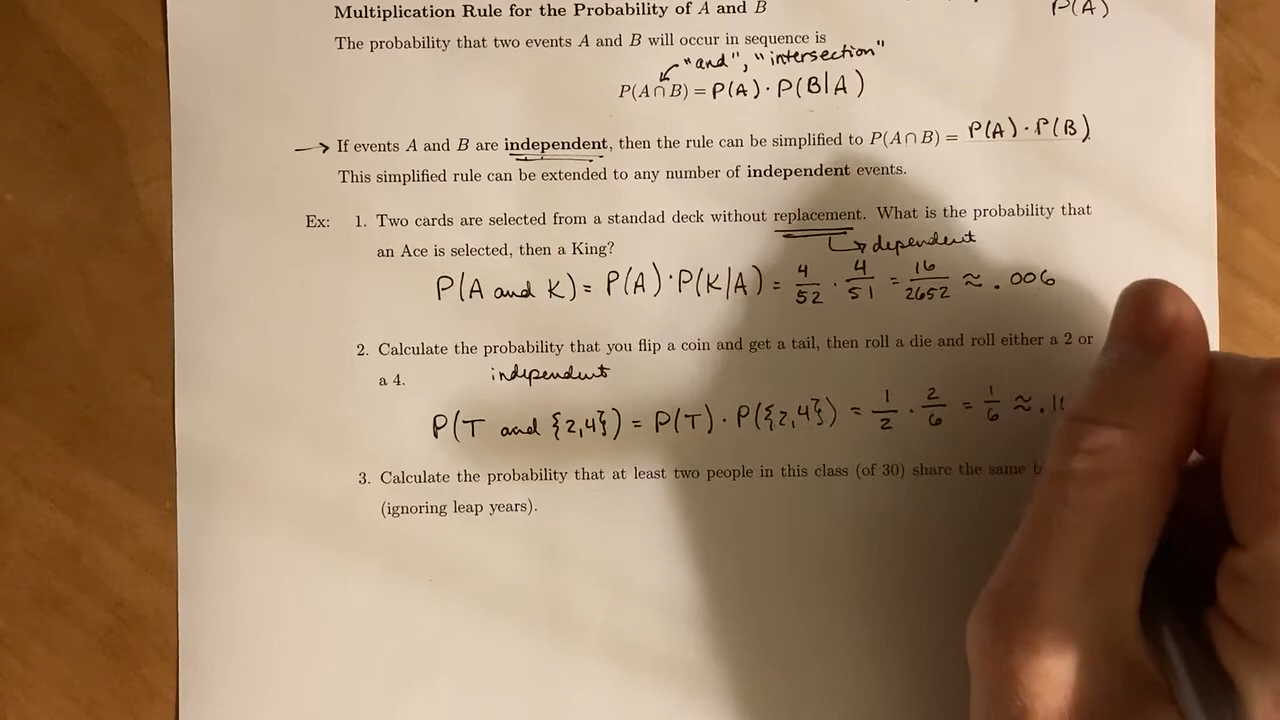 Multiplication Rule for the Probability of A and B
P(A)
The probability that two events A and B will occur in sequence is
"and", "intersection"
P(A∩B) = P(A) · P(B|A)
→ If events A and B are independent, then the rule can be simplified to P(A∩B) = P(A) · P(B)
This simplified rule can be extended to any number of independent events.
Ex: 1. Two cards are selected from a standad deck without replacement. What is the probability that
an Ace is selected, then a King?
dependent
P(A and K) = P(A) · P(K|A) = 4/52 · 4/51 = 16/2652 ≈ .006
2. Calculate the probability that you flip a coin and get a tail, then roll a die and roll either a 2 or
a 4.
independent
P(T and {2,4}) = P(T) · P({2,4}) = 1/2 · 2/6 = 1/6 ≈ .1
3. Calculate the probability that at least two people in this class (of 30) share the same
(ignoring leap years).